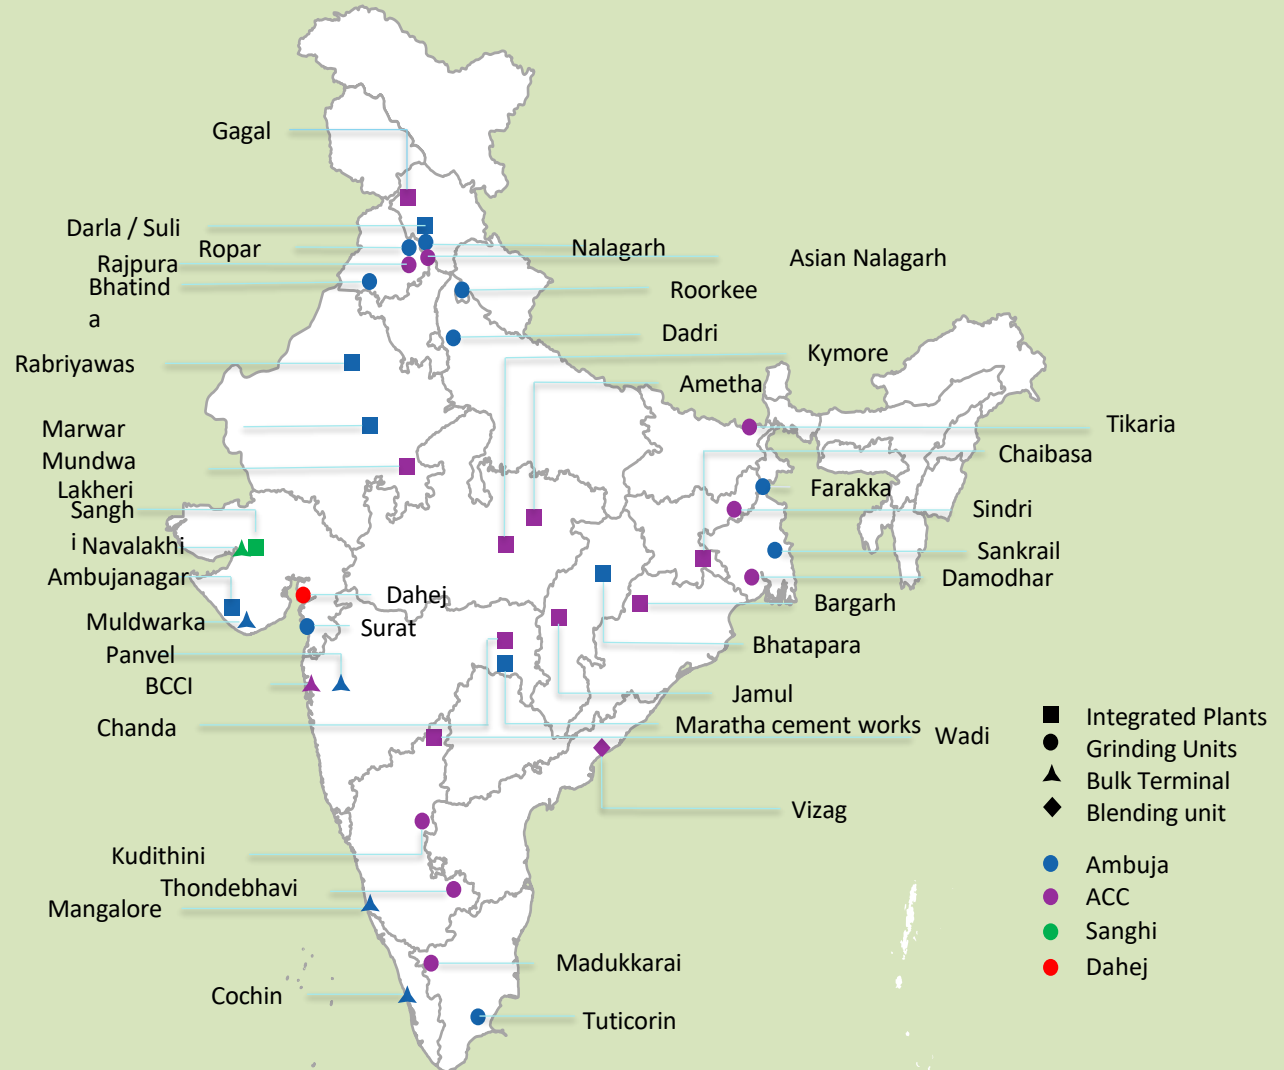 Gagal
Darla / Suli
Ropar
Nalagarh
Asian Nalagarh
Rajpura
Bhatind
a
Roorkee
Dadri
Kymore
Rabriyawas
Ametha
Tikaria
Marwar
Mundwa
Chaibasa
Lakheri
Farakka
Sangh
i
Sindri
Navalakhi
Sankrail
Ambujanagar
Damodhar
Dahej
Bargarh
Muldwarka
Surat
Bhatapara
Panvel
BCCI
Jamul
Chanda
Maratha cement works
Wadi
Vizag
Kudithini
Thondebhavi
Mangalore
Madukkarai
Cochin
Tuticorin
Integrated Plants
Grinding Units
Bulk Terminal
Blending unit
Ambuja
ACC
Sanghi
Dahej